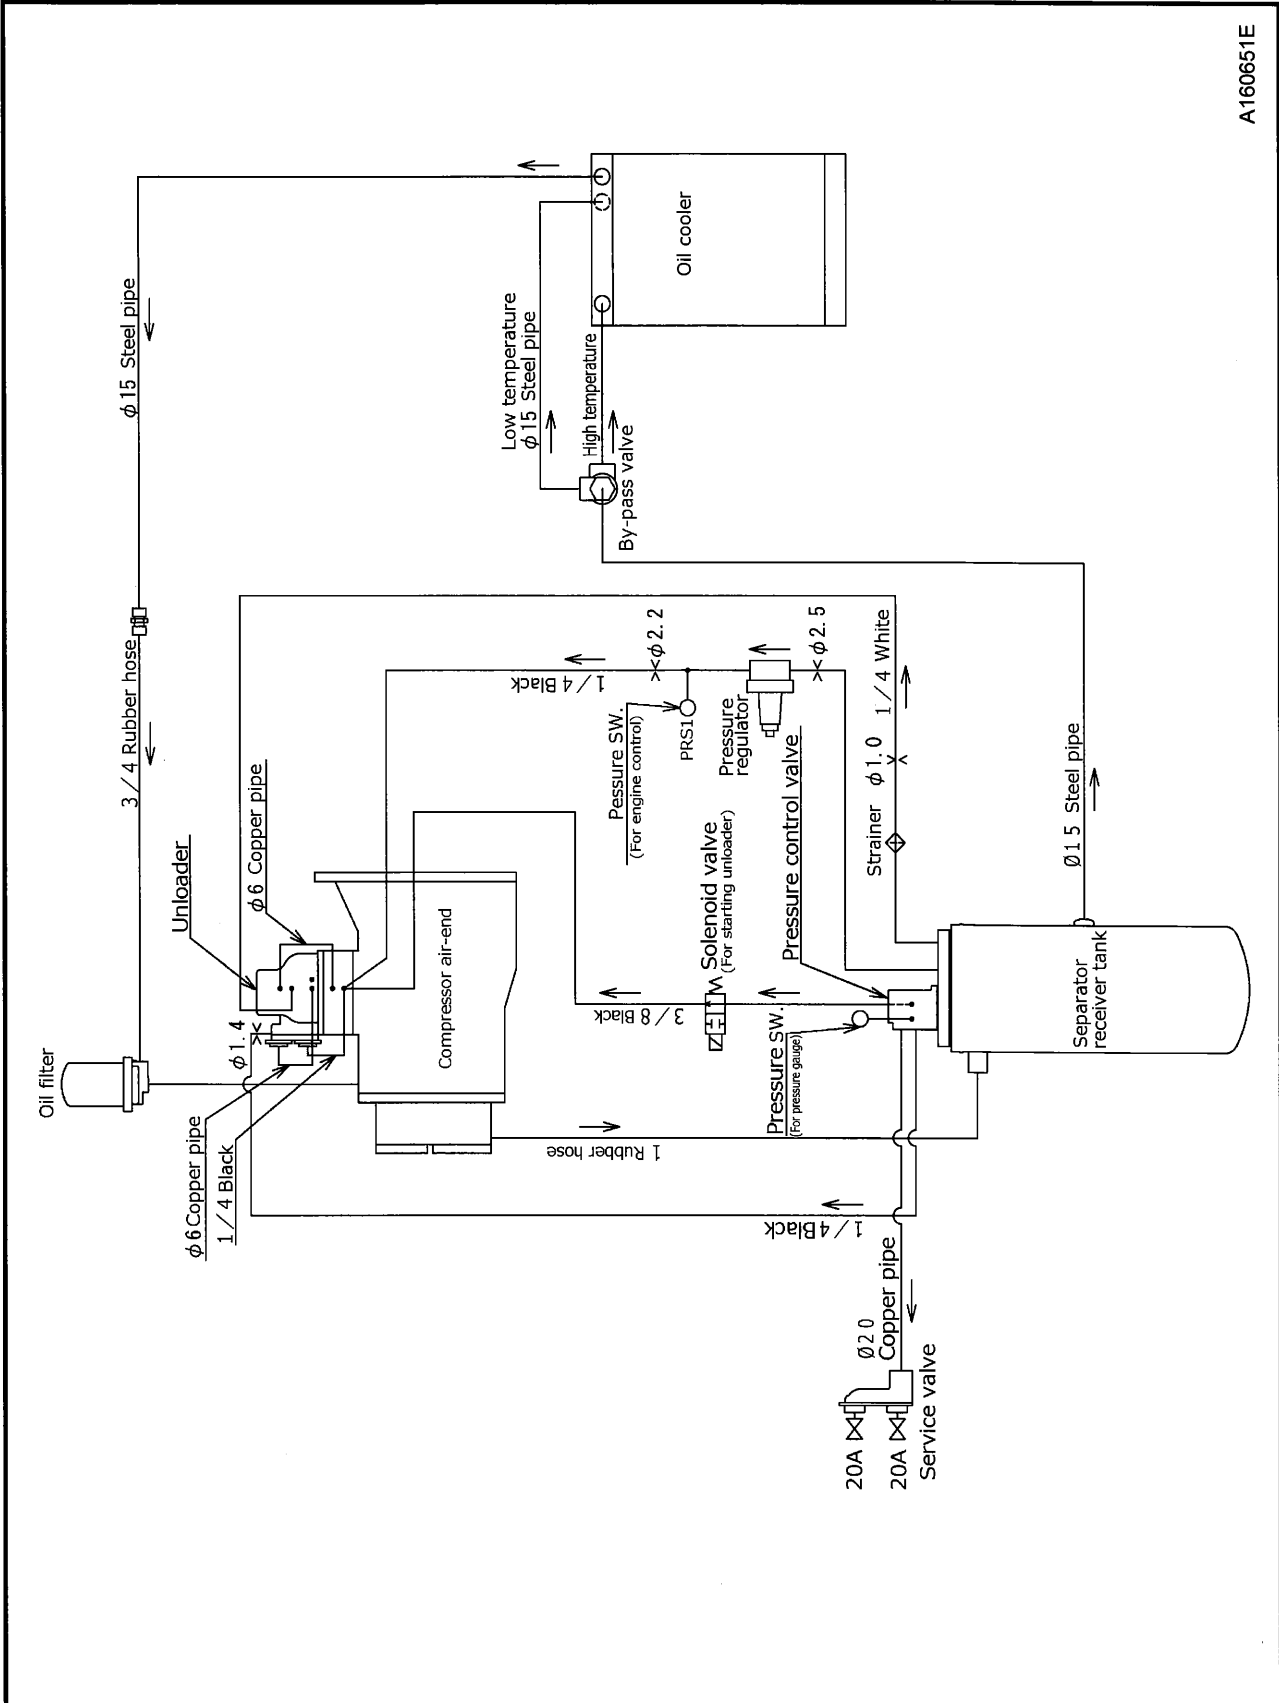 A160651E
Oil filter
φ15 Steel pipe
3/4 Rubber hose
Unloader
φ6 Copper pipe
φ1.4
φ6 Copper pipe
1/4 Black
Compressor air-end
Low temperature
φ15 Steel pipe
High temperature
By-pass valve
Oil cooler
1/4 Black
φ2.2
Pessure SW.
(For engine control)
PRS1
Pressure
regulator
φ2.5
1 Rubber hose
3/8 Black
Solenoid valve
(For starting unloader)
Pressure control valve
Pressure SW.
(For pressure gauge)
Strainer
φ1.0
1/4 White
1/4 Black
Ø15 Steel pipe
Separator
receiver tank
Ø20
Copper pipe
20A
20A
Service valve